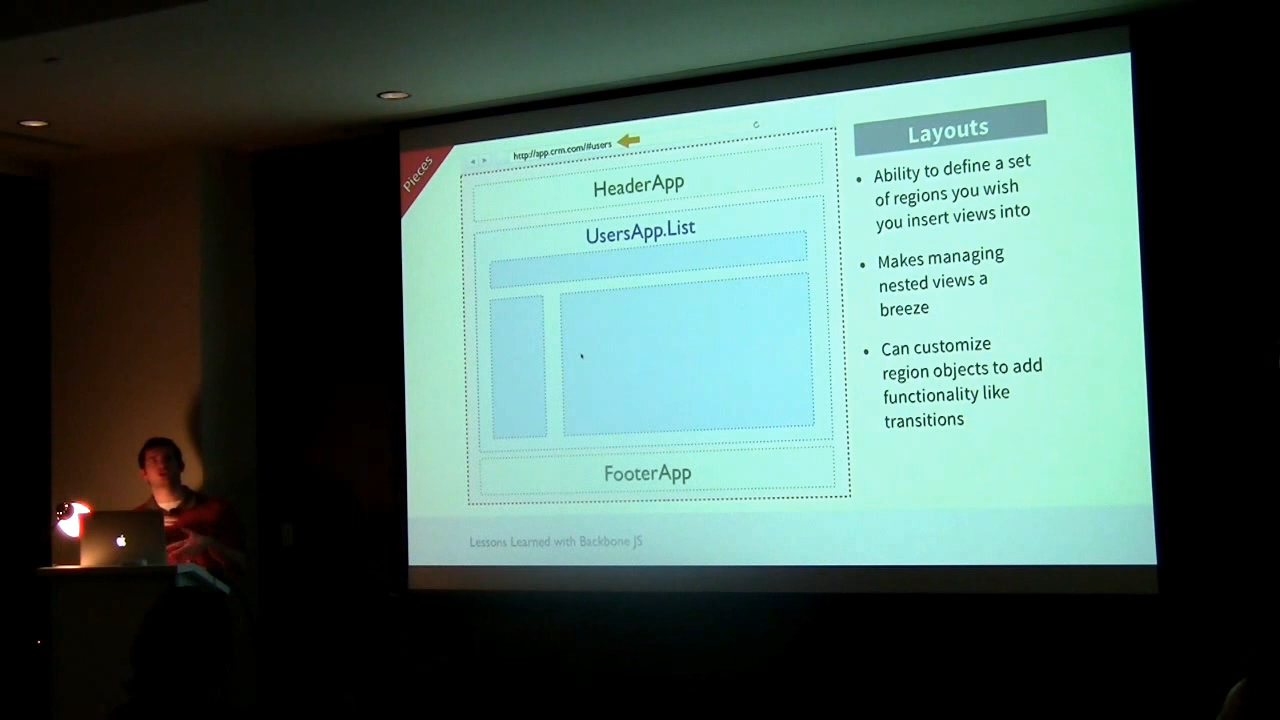 Pieces
http://app.crm.com/#users
HeaderApp
UsersApp.List
FooterApp
Layouts
• Ability to define a set
of regions you wish
you insert views into
• Makes managing
nested views a
breeze
• Can customize
region objects to add
functionality like
transitions
Lessons Learned with Backbone JS